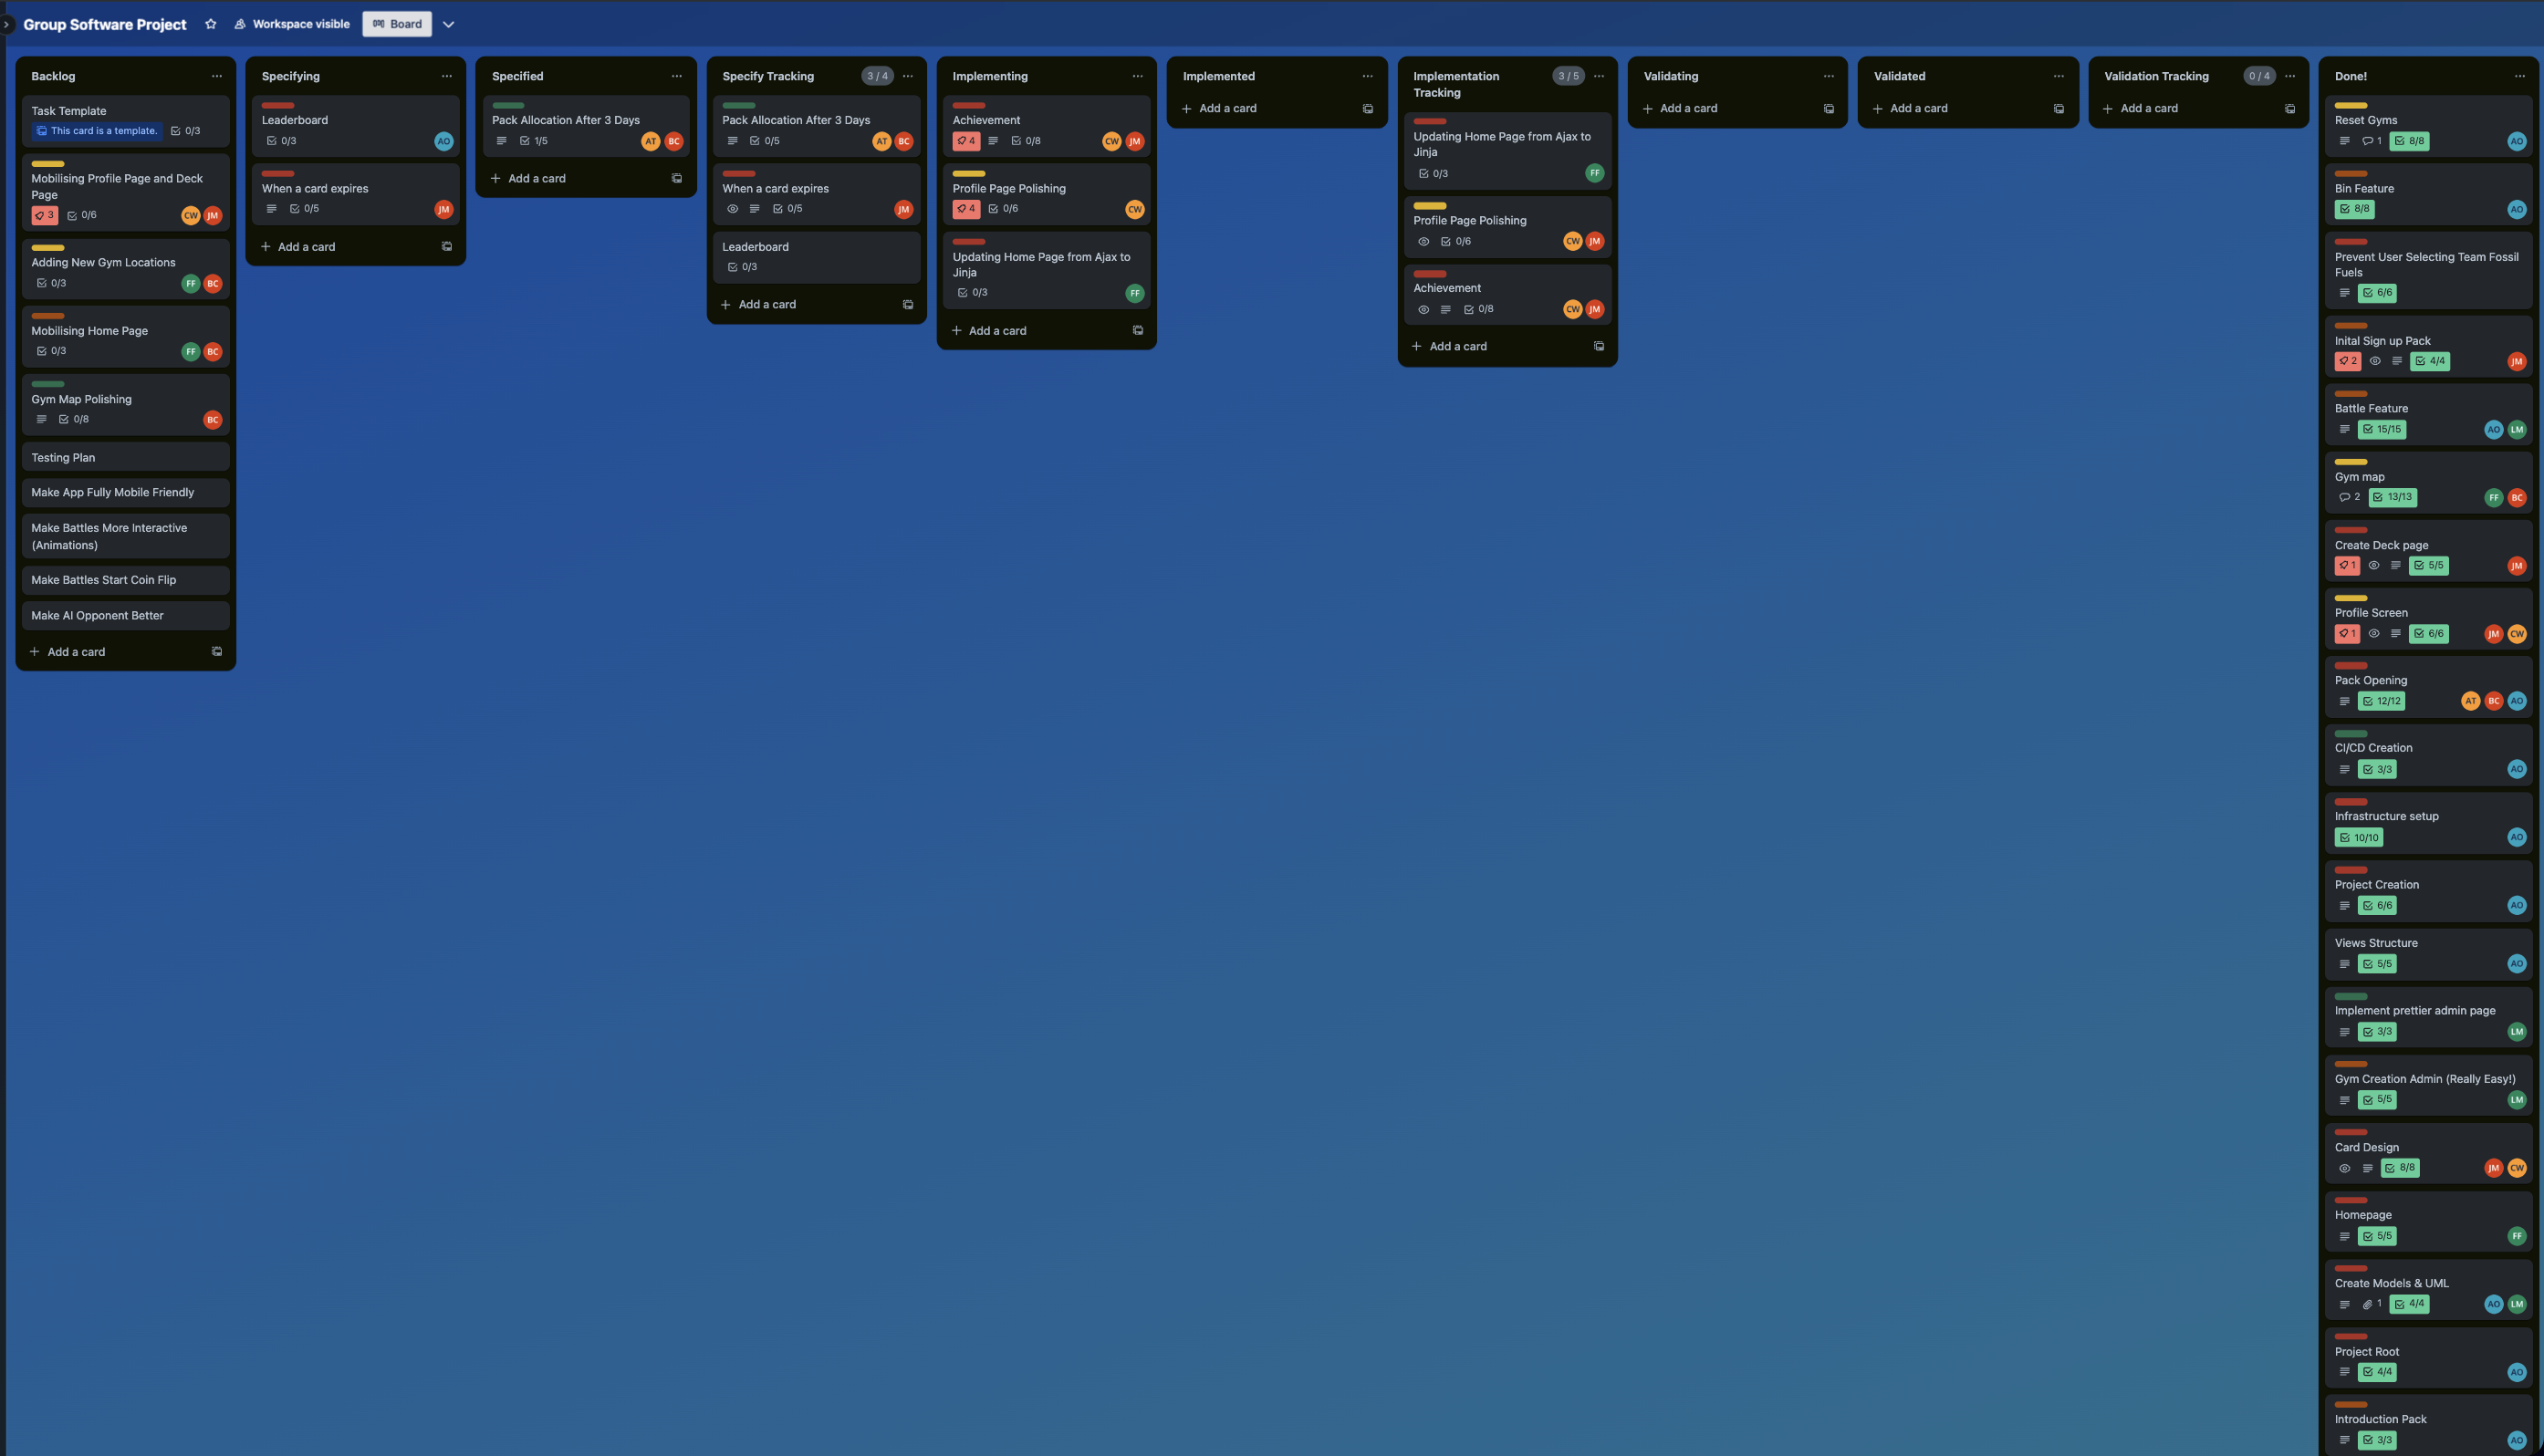 Group Software Project
Workspace visible
Board
Backlog
Task Template
This card is a template.
0/3
Mobilising Profile Page and Deck
Page
3
0/6
CW
JM
Adding New Gym Locations
0/3
FF
BC
Mobilising Home Page
0/3
FF
BC
Gym Map Polishing
0/8
BC
Testing Plan
Make App Fully Mobile Friendly
Make Battles More Interactive
(Animations)
Make Battles Start Coin Flip
Make AI Opponent Better
Add a card
Specifying
Leaderboard
0/3
AO
When a card expires
0/5
JM
Add a card
Specified
Pack Allocation After 3 Days
1/5
AT
BC
Add a card
Specify Tracking
3 / 4
Pack Allocation After 3 Days
0/5
AT
BC
When a card expires
0/5
JM
Leaderboard
0/3
Add a card
Implementing
Achievement
4
0/8
CW
JM
Profile Page Polishing
4
0/6
CW
Updating Home Page from Ajax to
Jinja
0/3
FF
Add a card
Implemented
Add a card
Implementation
Tracking
3 / 5
Updating Home Page from Ajax to
Jinja
0/3
FF
Profile Page Polishing
0/6
CW
JM
Achievement
0/8
CW
JM
Add a card
Validating
Add a card
Validated
Add a card
Validation Tracking
0 / 4
Add a card
Done!
Reset Gyms
1
8/8
AO
Bin Feature
8/8
AO
Prevent User Selecting Team Fossil
Fuels
6/6
Inital Sign up Pack
2
4/4
JM
Battle Feature
15/15
AO
LM
Gym map
2
13/13
FF
BC
Create Deck page
1
5/5
JM
Profile Screen
1
6/6
JM
CW
Pack Opening
12/12
AT
BC
AO
CI/CD Creation
3/3
AO
Infrastructure setup
10/10
AO
Project Creation
6/6
AO
Views Structure
5/5
AO
Implement prettier admin page
3/3
LM
Gym Creation Admin (Really Easy!)
5/5
LM
Card Design
8/8
JM
CW
Homepage
5/5
FF
Create Models & UML
1
4/4
AO
LM
Project Root
4/4
AO
Introduction Pack
3/3
AO